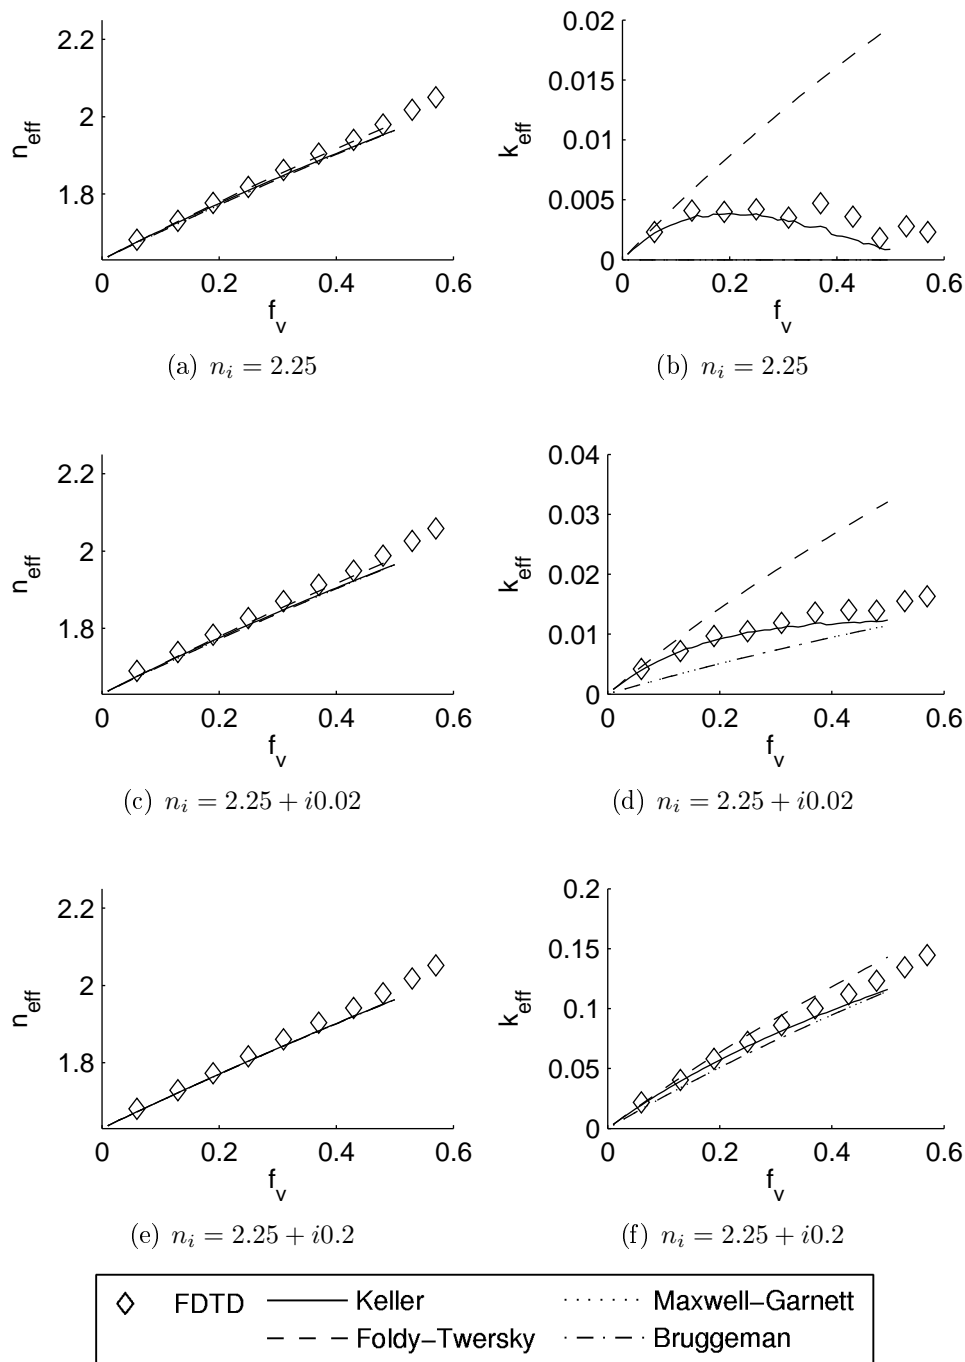 2.2
2
1.8
n_eff
0 0.2 0.4 0.6
f_v
(a) n_i = 2.25
0.02
0.015
0.01
0.005
0
k_eff
0 0.2 0.4 0.6
f_v
(b) n_i = 2.25
2.2
2
1.8
n_eff
0 0.2 0.4 0.6
f_v
(c) n_i = 2.25 + i0.02
0.04
0.03
0.02
0.01
0
k_eff
0 0.2 0.4 0.6
f_v
(d) n_i = 2.25 + i0.02
2.2
2
1.8
n_eff
0 0.2 0.4 0.6
f_v
(e) n_i = 2.25 + i0.2
0.2
0.15
0.1
0.05
0
k_eff
0 0.2 0.4 0.6
f_v
(f) n_i = 2.25 + i0.2
FDTD
Keller
Maxwell-Garnett
Foldy-Twersky
Bruggeman